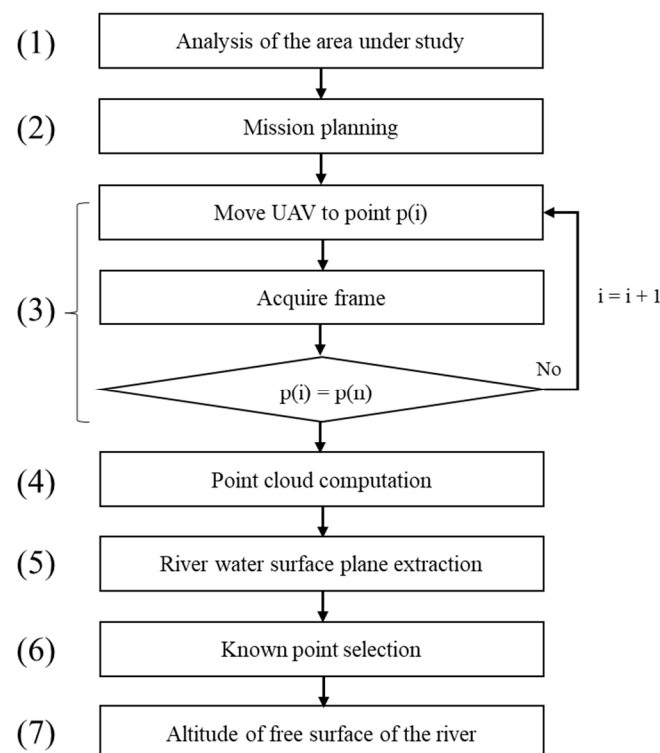 (1) Analysis of the area under study
(2) Mission planning
Move UAV to point p(i)
i = i + 1
(3) Acquire frame
No
p(i) = p(n)
(4) Point cloud computation
(5) River water surface plane extraction
(6) Known point selection
(7) Altitude of free surface of the river